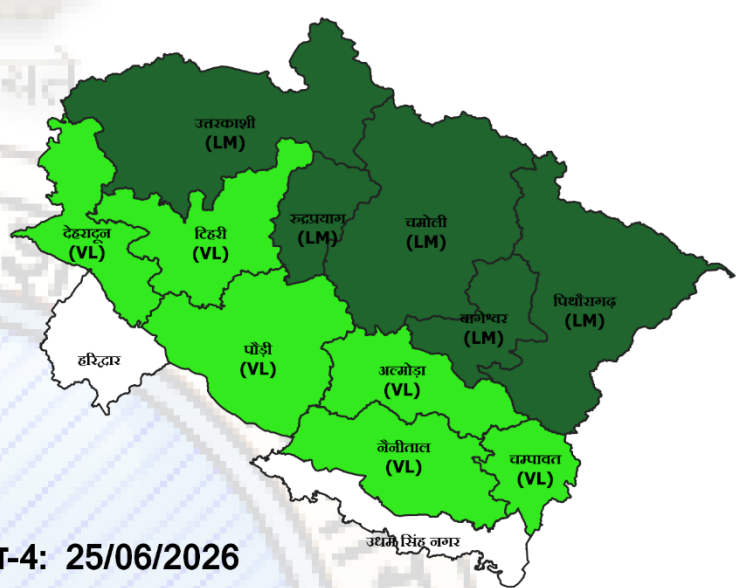 उत्तरकाशी
(LM)
रुद्रप्रयाग
(LM)
चमोली
(LM)
देहरादून
(VL)
टिहरी
(VL)
पिथौरागढ़
(LM)
बागेश्वर
(LM)
हरिद्वार
पौड़ी
(VL)
अल्मोड़ा
(VL)
नैनीताल
(VL)
चम्पावत
(VL)
उधम सिंह नगर
-4: 25/06/2026